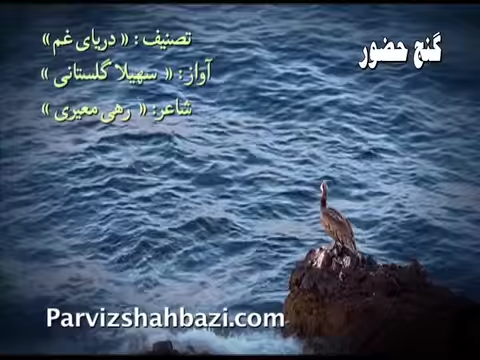 گنج حضور
تصنیف : « دریای غم »
آواز : « سهیلا گلستانی »
شاعر : « رهی معیری »
Parvizshahbazi.com